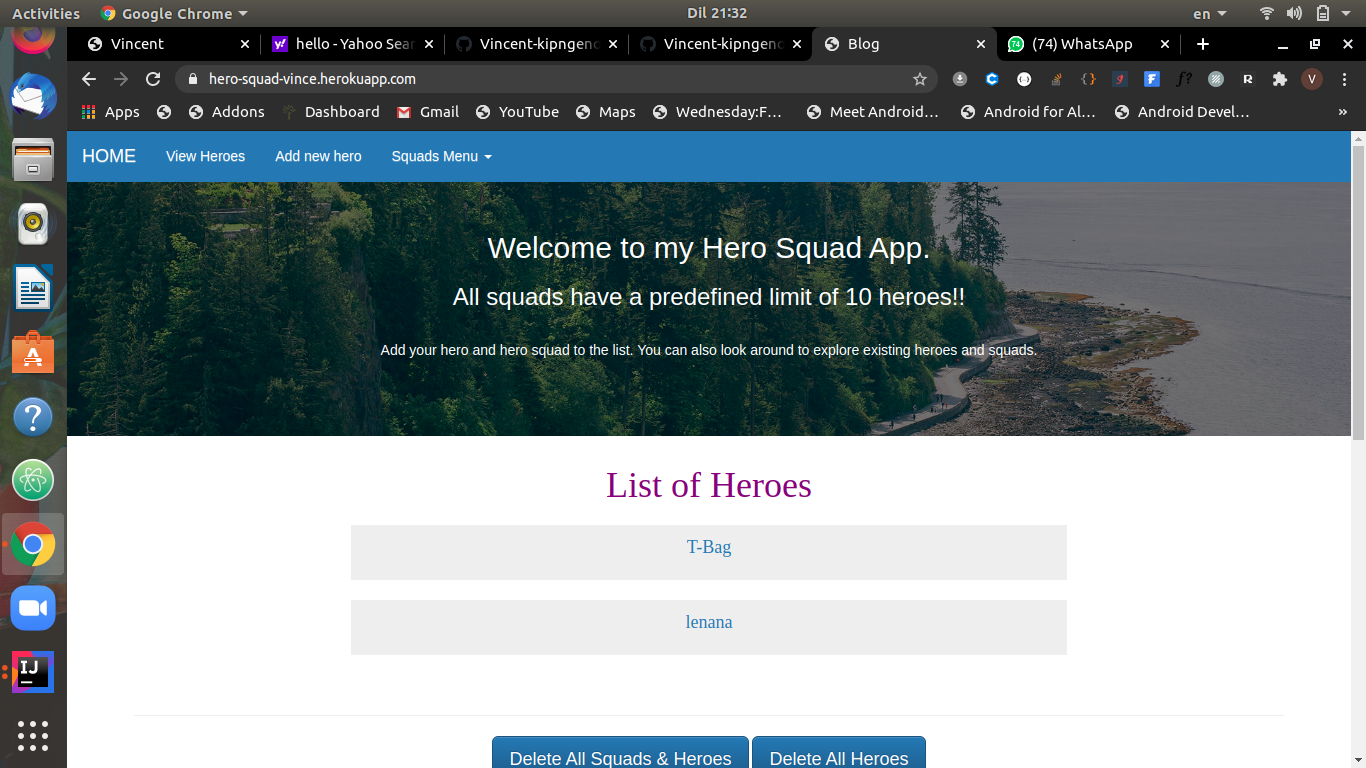 Activities Google Chrome Dil 21:32 en
Vincent hello - Yahoo Sear Vincent-kipngeno Vincent-kipngeno Blog (74) WhatsApp
hero-squad-vince.herokuapp.com
Apps Addons Dashboard Gmail YouTube Maps Wednesday:F… Meet Android… Android for Al… Android Devel… »
HOME View Heroes Add new hero Squads Menu
Welcome to my Hero Squad App.
All squads have a predefined limit of 10 heroes!!
Add your hero and hero squad to the list. You can also look around to explore existing heroes and squads.
List of Heroes
T-Bag
lenana
Delete All Squads & Heroes Delete All Heroes